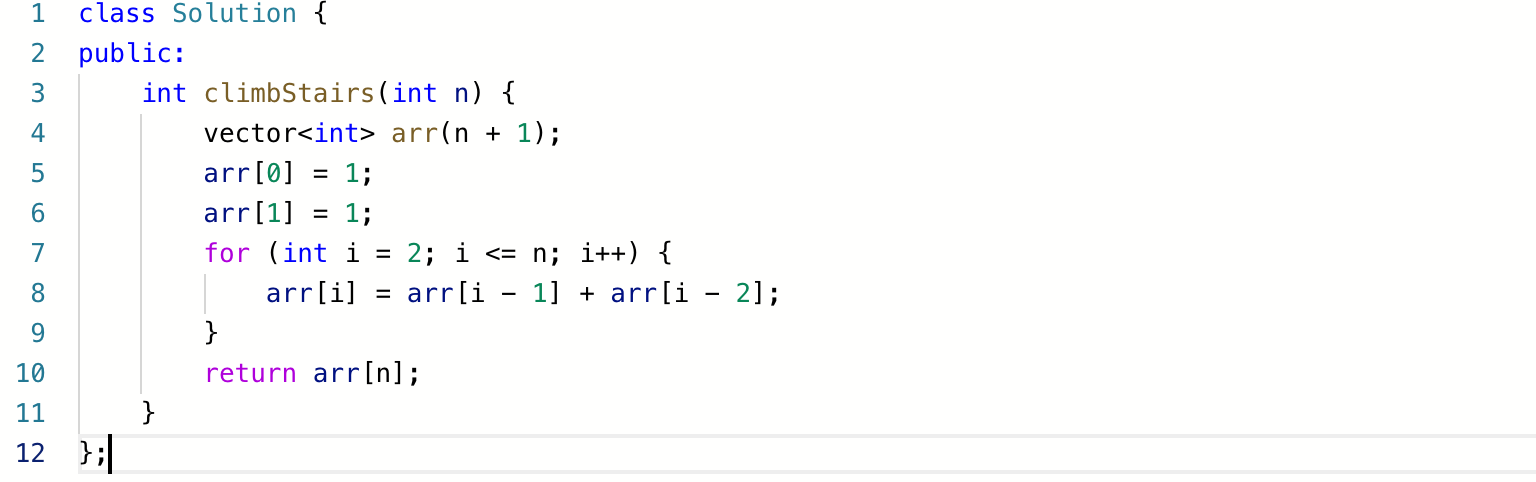 1 class Solution {
2 public:
3     int climbStairs(int n) {
4         vector<int> arr(n + 1);
5         arr[0] = 1;
6         arr[1] = 1;
7         for (int i = 2; i <= n; i++) {
8             arr[i] = arr[i - 1] + arr[i - 2];
9         }
10         return arr[n];
11     }
12 };